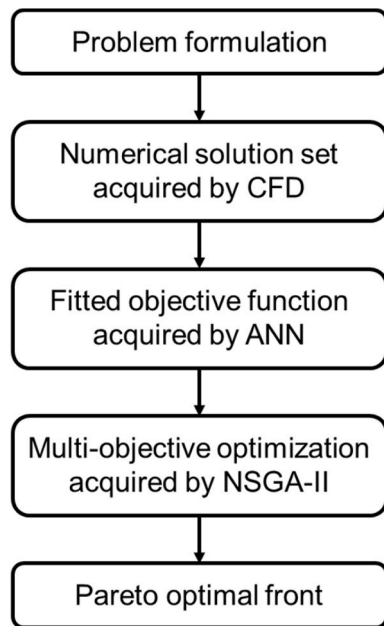 Problem formulation
Numerical solution set
acquired by CFD
Fitted objective function
acquired by ANN
Multi-objective optimization
acquired by NSGA-II
Pareto optimal front